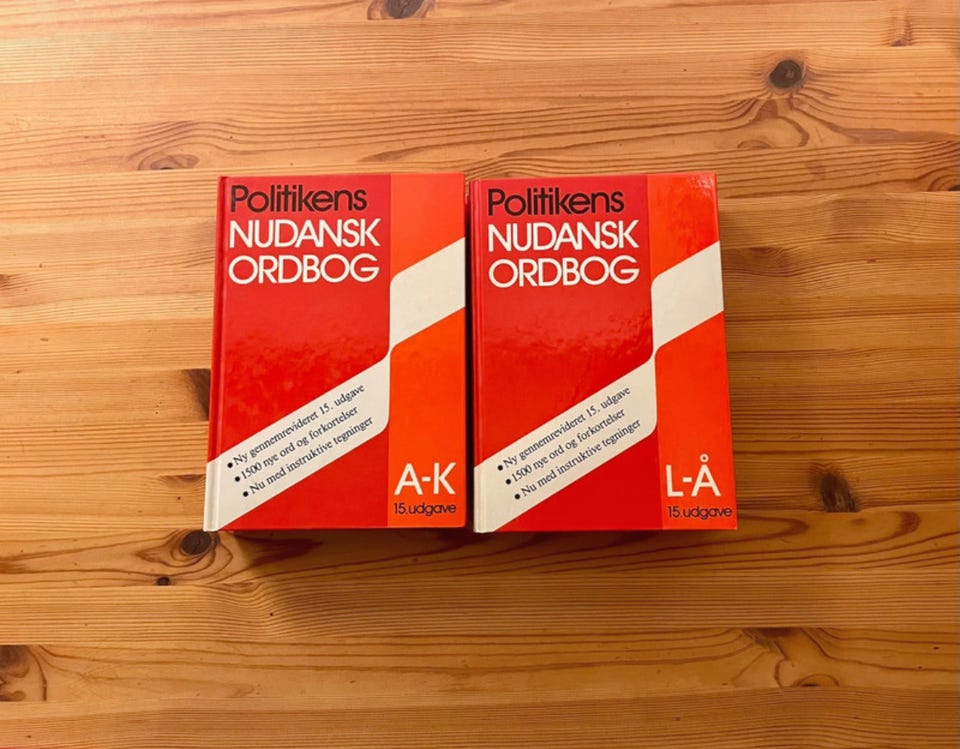 Politikens
NUDANSK
ORDBOG
• Ny gennemrevideret 15. udgave
• 1500 nye ord og forkortelser
• Nu med instruktive tegninger
A-K
15. udgave
Politikens
NUDANSK
ORDBOG
• Ny gennemrevideret 15. udgave
• 1500 nye ord og forkortelser
• Nu med instruktive tegninger
L-Å
15. udgave